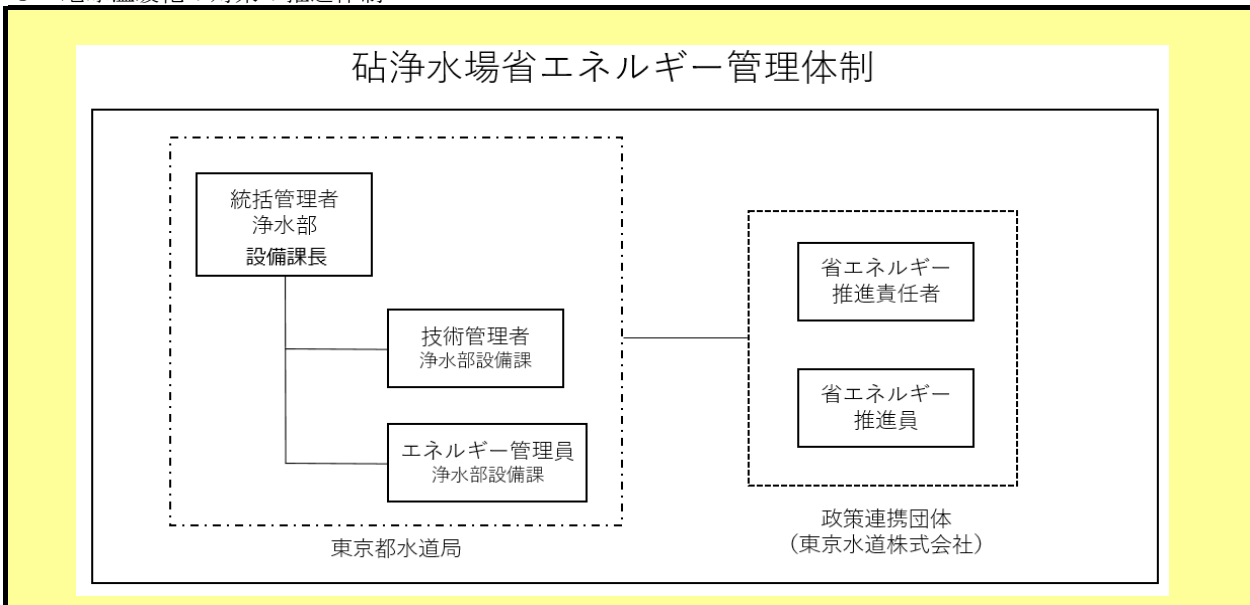 砧浄水場省エネルギー管理体制
統括管理者
浄水部
設備課長
技術管理者
浄水部設備課
エネルギー管理員
浄水部設備課
東京都水道局
省エネルギー
推進責任者
省エネルギー
推進員
政策連携団体
（東京水道株式会社）